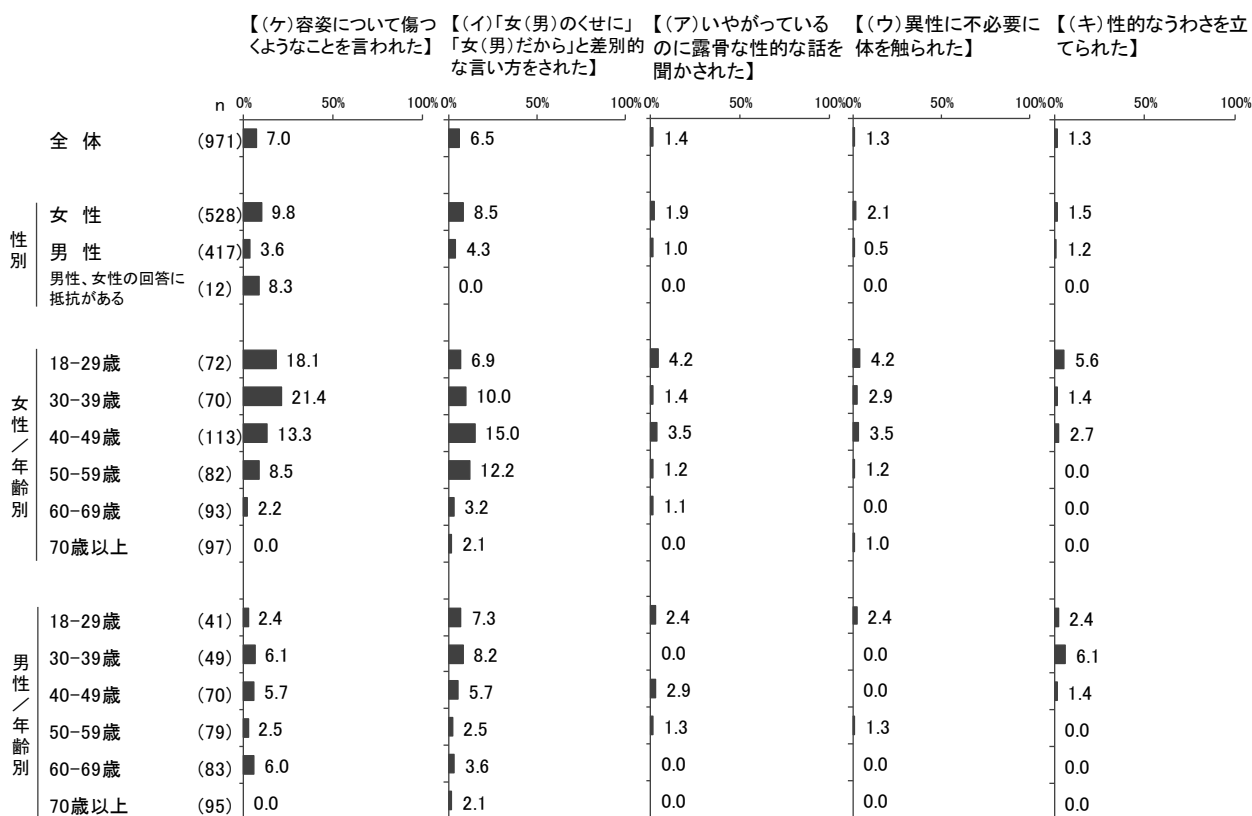 【(ケ)容姿について傷つ
くようなことを言われた】
【(イ)「女(男)のくせに」
「女(男)だから」と差別的
な言い方をされた】
【(ア)いやがっている
のに露骨な性的な話を
聞かされた】
【(ウ)異性に不必要に
体を触られた】
【(キ)性的なうわさを立
てられた】
n 0% 50% 100% 0% 50% 100% 0% 50% 100% 0% 50% 100% 0% 50% 100%
全 体 (971) 7.0 6.5 1.4 1.3 1.3
性別
女 性 (528) 9.8 8.5 1.9 2.1 1.5
男 性 (417) 3.6 4.3 1.0 0.5 1.2
男性、女性の回答に
抵抗がある (12) 8.3 0.0 0.0 0.0 0.0
女性/年齢別
18-29歳 (72) 18.1 6.9 4.2 4.2 5.6
30-39歳 (70) 21.4 10.0 1.4 2.9 1.4
40-49歳 (113) 13.3 15.0 3.5 3.5 2.7
50-59歳 (82) 8.5 12.2 1.2 1.2 0.0
60-69歳 (93) 2.2 3.2 1.1 0.0 0.0
70歳以上 (97) 0.0 2.1 0.0 1.0 0.0
男性/年齢別
18-29歳 (41) 2.4 7.3 2.4 2.4 2.4
30-39歳 (49) 6.1 8.2 0.0 0.0 6.1
40-49歳 (70) 5.7 5.7 2.9 0.0 1.4
50-59歳 (79) 2.5 2.5 1.3 1.3 0.0
60-69歳 (83) 6.0 3.6 0.0 0.0 0.0
70歳以上 (95) 0.0 2.1 0.0 0.0 0.0